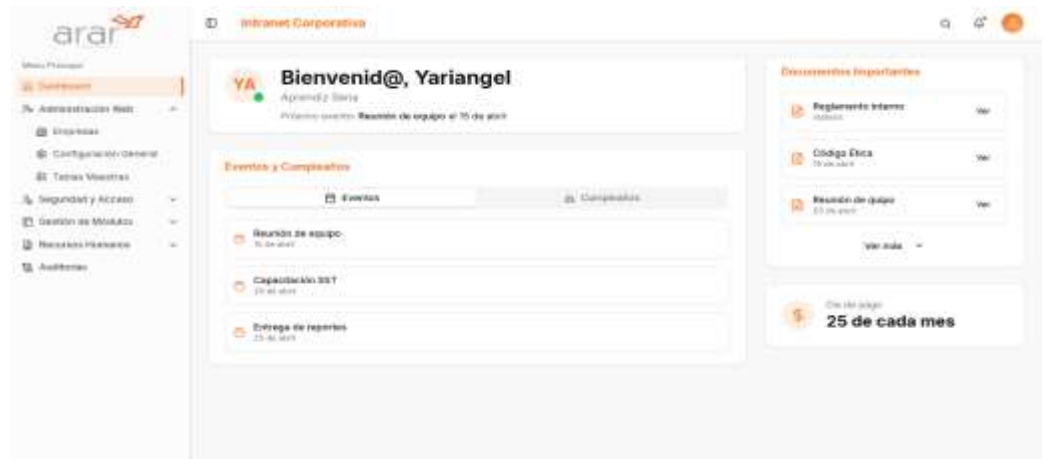 arar
Menu Principal
Dashboard
Administración Web
Empresas
Configuración General
Tablas Maestras
Seguridad y Acceso
Gestión de Módulos
Recursos Humanos
Auditorías
Intranet Corporativa
YA
Bienvenid@, Yariangel
Aprendiz Sena
Próximo evento: Reunión de equipo el 15 de abril
Eventos y Cumpleaños
Eventos
Cumpleaños
Reunión de equipo
15 de abril
Capacitación SST
Entrega de reportes
25 de abril
Documentos Importantes
Reglamento Interno
Ver
Código Ética
Ver
Reunión de quipo
Ver
Ver más
Día de pago
25 de cada mes